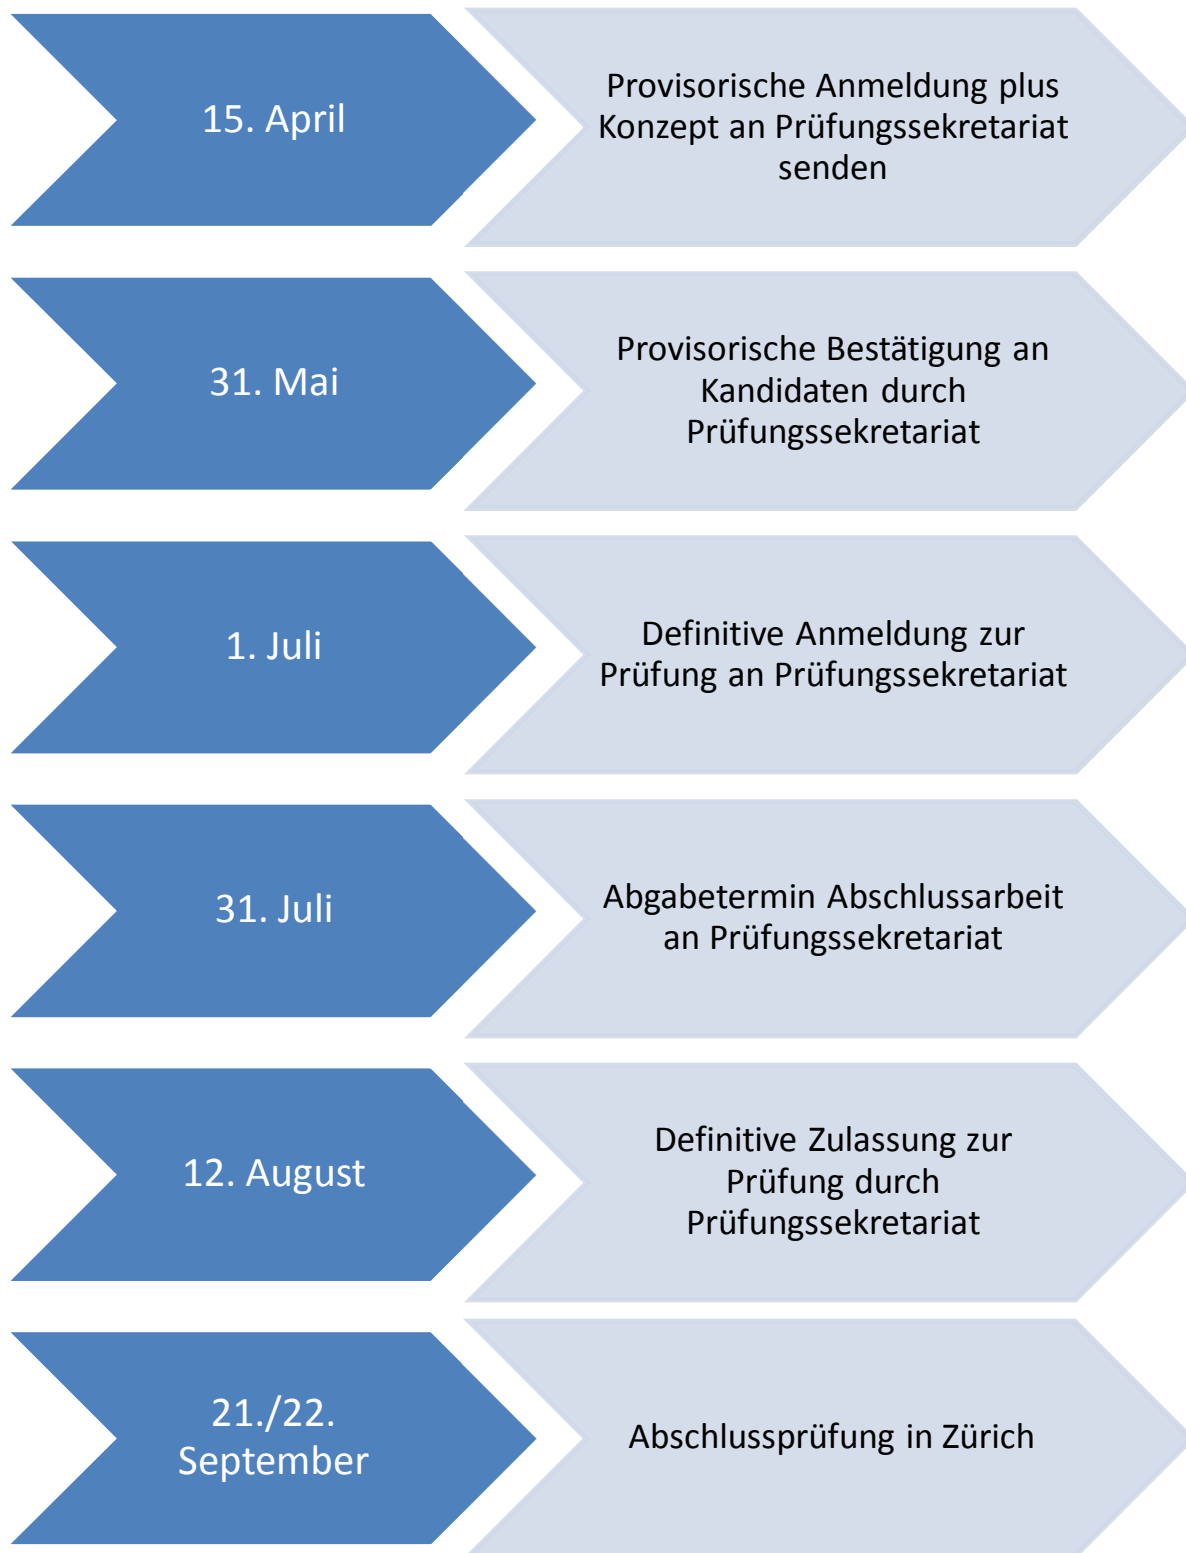 15. April
Provisorische Anmeldung plus
Konzept an Prüfungssekretariat
senden
31. Mai
Provisorische Bestätigung an
Kandidaten durch
Prüfungssekretariat
1. Juli
Definitive Anmeldung zur
Prüfung an Prüfungssekretariat
31. Juli
Abgabetermin Abschlussarbeit
an Prüfungssekretariat
12. August
Definitive Zulassung zur
Prüfung durch
Prüfungssekretariat
21./22.
September
Abschlussprüfung in Zürich